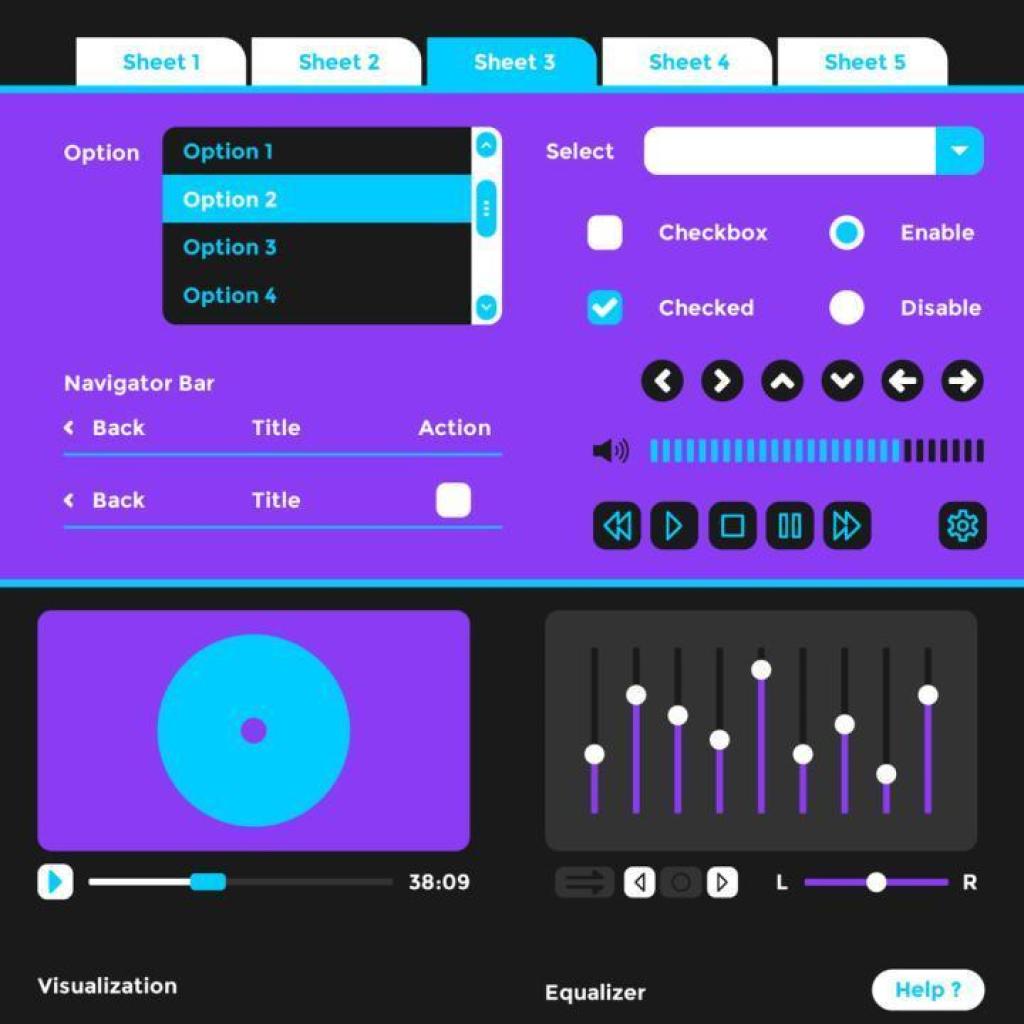 Sheet 1
Sheet 2
Sheet 3
Sheet 4
Sheet 5
Option
Option 1
Option 2
Option 3
Option 4
Select
Checkbox
Enable
Checked
Disable
Navigator Bar
Back Title Action
Back Title
38:09
L R
Visualization
Equalizer
Help ?